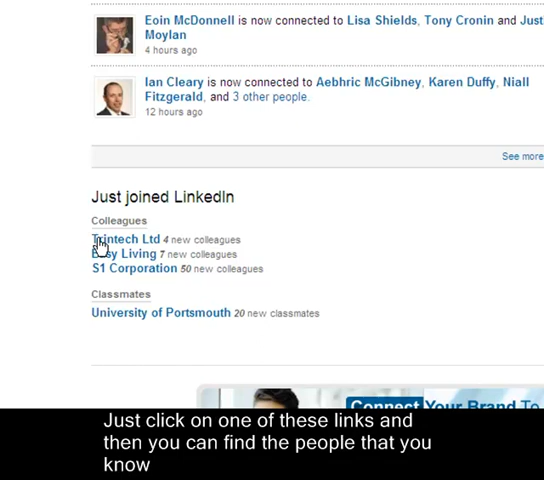 Eoin McDonnell is now connected to Lisa Shields, Tony Cronin and
Moylan
4 hours ago
Ian Cleary is now connected to Aebhric McGibney, Karen Duffy, Niall
Fitzgerald, and 3 other people.
12 hours ago
See more
Just joined LinkedIn
Colleagues
Trintech Ltd 4 new colleagues
Easy Living 7 new colleagues
S1 Corporation 50 new colleagues
Classmates
University of Portsmouth 20 new classmates
Connect Your Brand To
Just click on one of these links and
then you can find the people that you
know